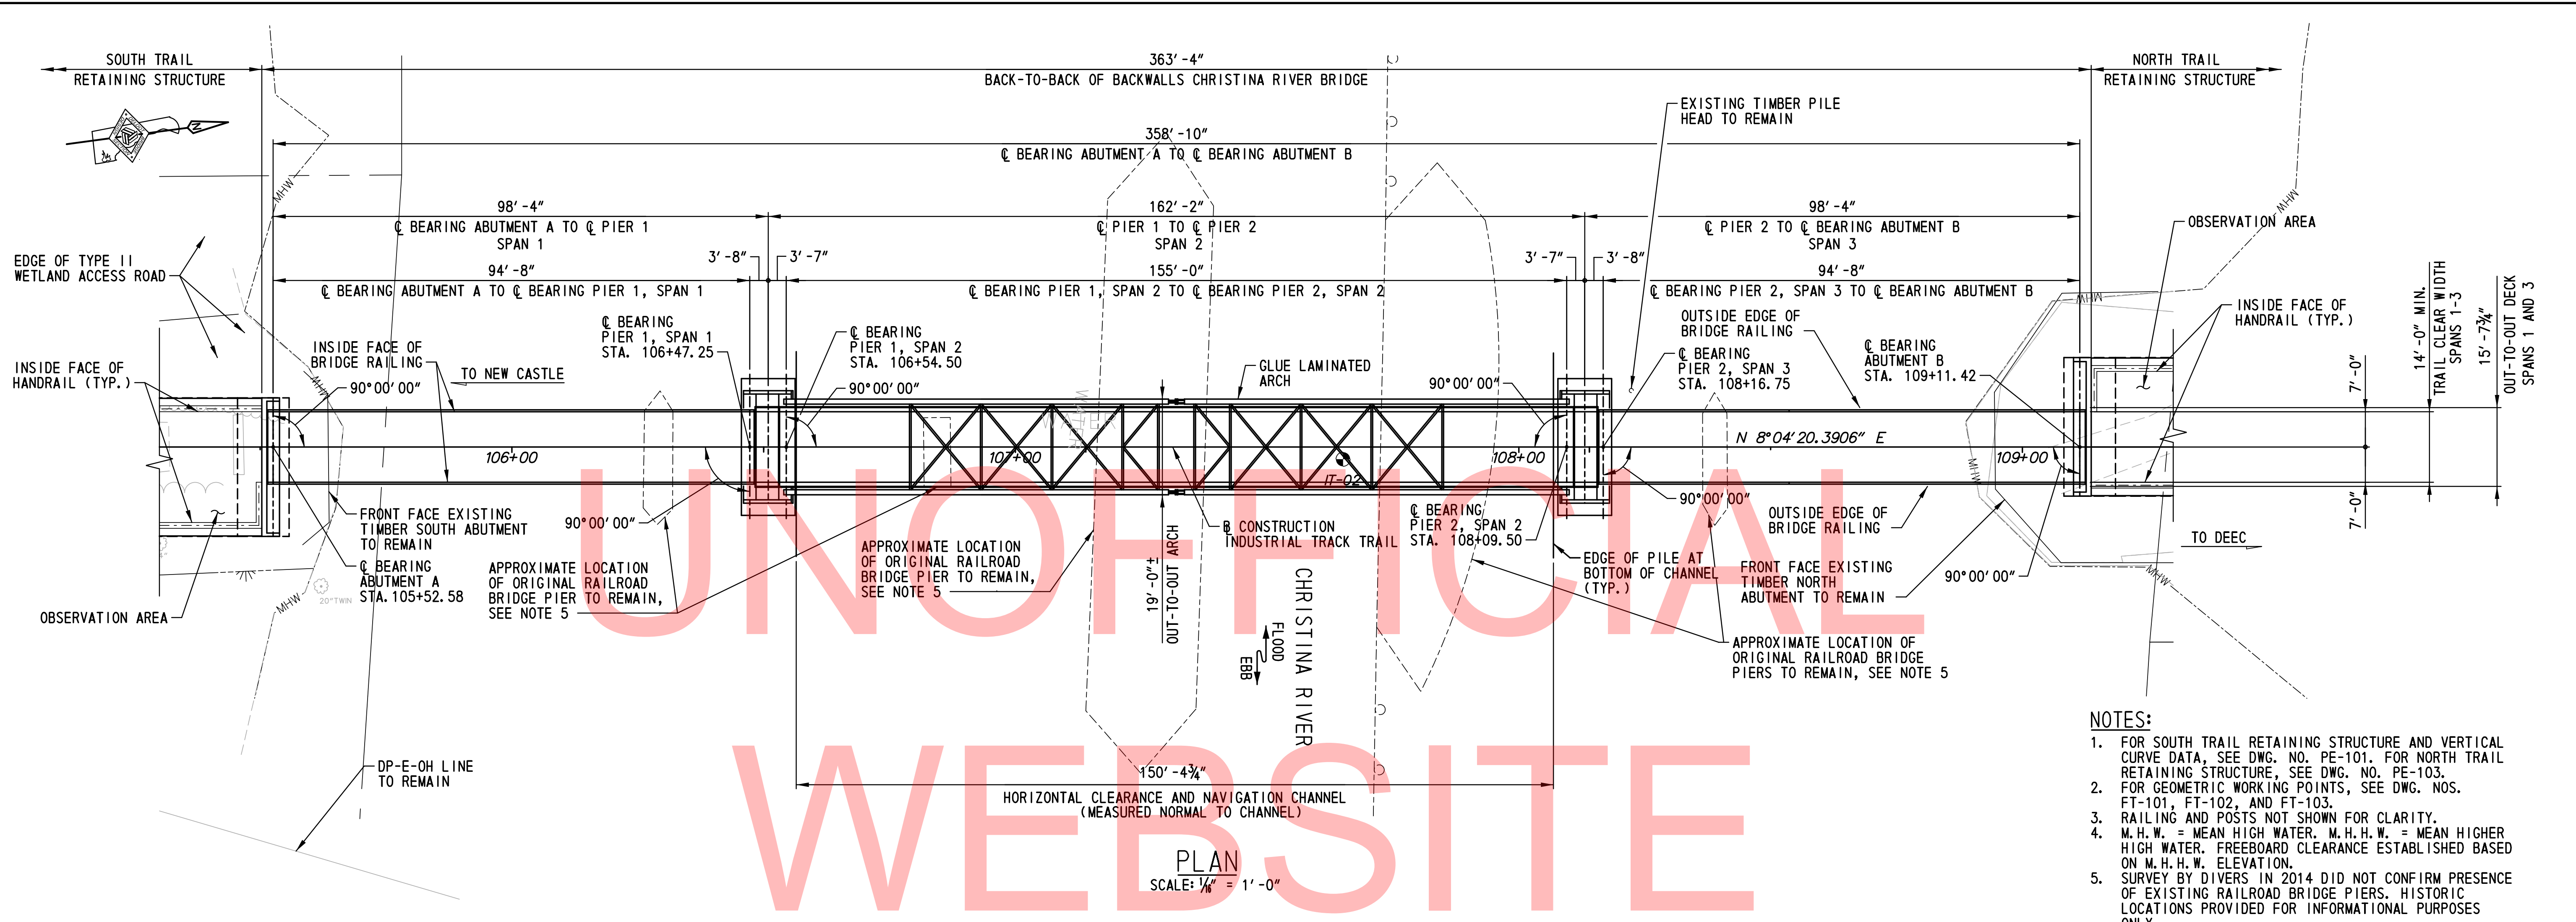 SOUTH TRAIL
RETAINING STRUCTURE
363'-4"
BACK-TO-BACK OF BACKWALLS CHRISTINA RIVER BRIDGE
NORTH TRAIL
RETAINING STRUCTURE
N
EXISTING TIMBER PILE
HEAD TO REMAIN
358'-10"
℄ BEARING ABUTMENT A TO ℄ BEARING ABUTMENT B
MHW
MHW
98'-4"
℄ BEARING ABUTMENT A TO ℄ PIER 1
SPAN 1
162'-2"
℄ PIER 1 TO ℄ PIER 2
SPAN 2
98'-4"
℄ PIER 2 TO ℄ BEARING ABUTMENT B
SPAN 3
OBSERVATION AREA
EDGE OF TYPE II
WETLAND ACCESS ROAD
94'-8"
℄ BEARING ABUTMENT A TO ℄ BEARING PIER 1, SPAN 1
3'-8"
3'-7"
155'-0"
℄ BEARING PIER 1, SPAN 2 TO ℄ BEARING PIER 2, SPAN 2
3'-7"
3'-8"
94'-8"
℄ BEARING PIER 2, SPAN 3 TO ℄ BEARING ABUTMENT B
MHW
INSIDE FACE OF
HANDRAIL (TYP.)
14'-0" MIN.
TRAIL CLEAR WIDTH
SPANS 1-3
15'-7¾"
OUT-TO-OUT DECK
SPANS 1 AND 3
7'-0"
7'-0"
INSIDE FACE OF
HANDRAIL (TYP.)
INSIDE FACE OF
BRIDGE RAILING
90°00'00"
MHW
TO NEW CASTLE
℄ BEARING
PIER 1, SPAN 1
STA. 106+47.25
℄ BEARING
PIER 1, SPAN 2
STA. 106+54.50
90°00'00"
GLUE LAMINATED
ARCH
90°00'00"
OUTSIDE EDGE OF
BRIDGE RAILING
℄ BEARING
PIER 2, SPAN 3
STA. 108+16.75
℄ BEARING
ABUTMENT B
STA. 109+11.42
WATER
WATER
106+00
107+00
108+00
109+00
N 8°04'20.3906" E
IT-02
MHW
FRONT FACE EXISTING
TIMBER SOUTH ABUTMENT
TO REMAIN
℄ BEARING
ABUTMENT A
STA.105+52.58
20"TWIN
MHW
OBSERVATION AREA
90°00'00"
APPROXIMATE LOCATION
OF ORIGINAL RAILROAD
BRIDGE PIER TO REMAIN,
SEE NOTE 5
APPROXIMATE LOCATION
OF ORIGINAL RAILROAD
BRIDGE PIER TO REMAIN,
SEE NOTE 5
19'-0"±
OUT-TO-OUT ARCH
B CONSTRUCTION
INDUSTRIAL TRACK TRAIL
℄ BEARING
PIER 2, SPAN 2
STA. 108+09.50
90°00'00"
OUTSIDE EDGE OF
BRIDGE RAILING
EDGE OF PILE AT
BOTTOM OF CHANNEL
(TYP.)
FRONT FACE EXISTING
TIMBER NORTH
ABUTMENT TO REMAIN
90°00'00"
TO DEEC
MHW
FLOOD
EBB
CHRISTINA RIVER
APPROXIMATE LOCATION OF
ORIGINAL RAILROAD BRIDGE
PIERS TO REMAIN, SEE NOTE 5
DP-E-OH LINE
TO REMAIN
150'-4¾"
HORIZONTAL CLEARANCE AND NAVIGATION CHANNEL
(MEASURED NORMAL TO CHANNEL)
PLAN
SCALE: 1/16" = 1'-0"
UNOFFICIAL
WEBSITE
NOTES:
1. FOR SOUTH TRAIL RETAINING STRUCTURE AND VERTICAL
CURVE DATA, SEE DWG. NO. PE-101. FOR NORTH TRAIL
RETAINING STRUCTURE, SEE DWG. NO. PE-103.
2. FOR GEOMETRIC WORKING POINTS, SEE DWG. NOS.
FT-101, FT-102, AND FT-103.
3. RAILING AND POSTS NOT SHOWN FOR CLARITY.
4. M.H.W. = MEAN HIGH WATER. M.H.H.W. = MEAN HIGHER
HIGH WATER. FREEBOARD CLEARANCE ESTABLISHED BASED
ON M.H.H.W. ELEVATION.
5. SURVEY BY DIVERS IN 2014 DID NOT CONFIRM PRESENCE
OF EXISTING RAILROAD BRIDGE PIERS. HISTORIC
LOCATIONS PROVIDED FOR INFORMATIONAL PURPOSES
ONLY.